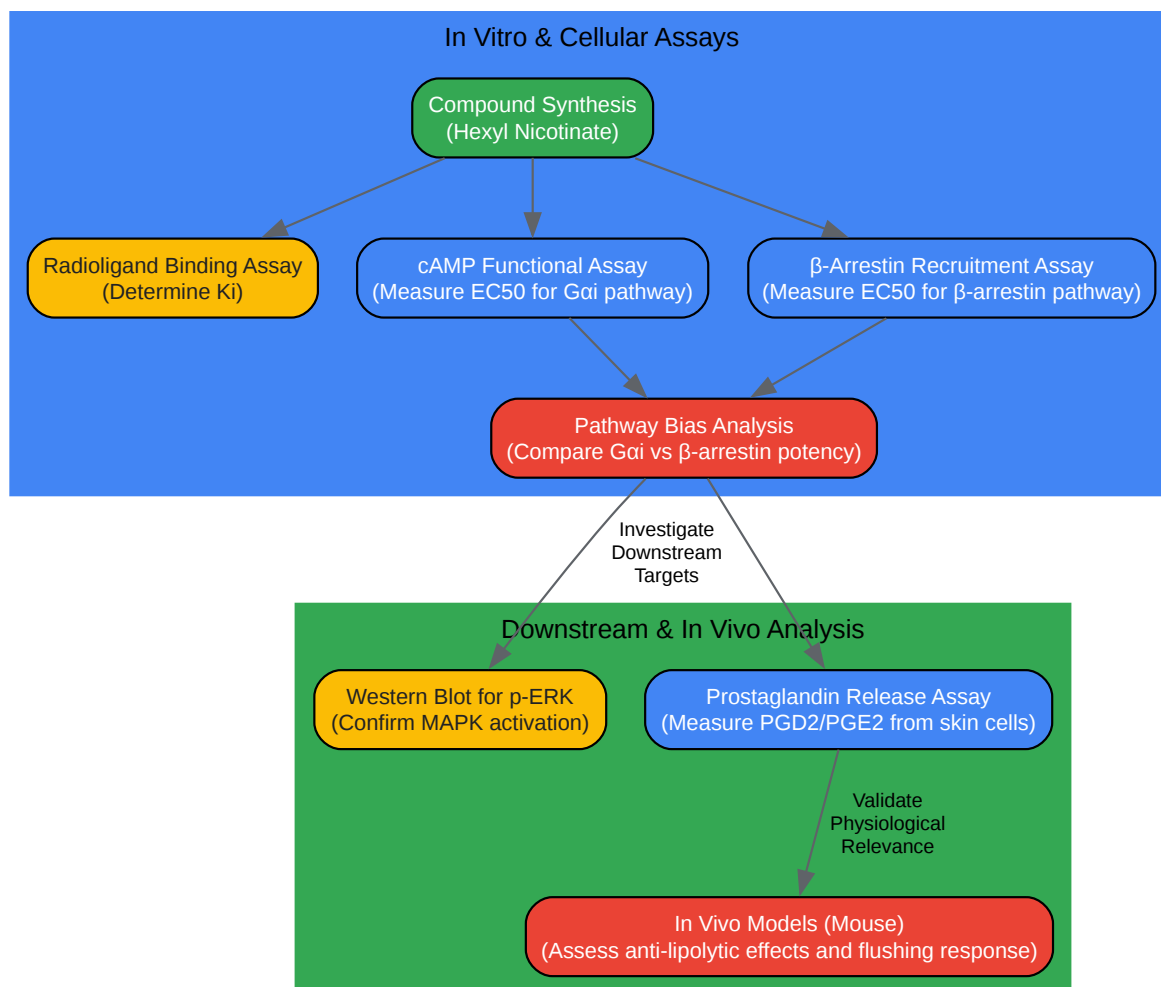 In Vitro & Cellular Assays
Compound Synthesis
(Hexyl Nicotinate)
Radioligand Binding Assay
(Determine Ki)
cAMP Functional Assay
(Measure EC50 for Gαi pathway)
β-Arrestin Recruitment Assay
(Measure EC50 for β-arrestin pathway)
Pathway Bias Analysis
(Compare Gαi vs β-arrestin potency)
Investigate
Downstream
Targets
Downstream & In Vivo Analysis
Western Blot for p-ERK
(Confirm MAPK activation)
Prostaglandin Release Assay
(Measure PGD2/PGE2 from skin cells)
Validate
Physiological
Relevance
In Vivo Models (Mouse)
(Assess anti-lipolytic effects and flushing response)